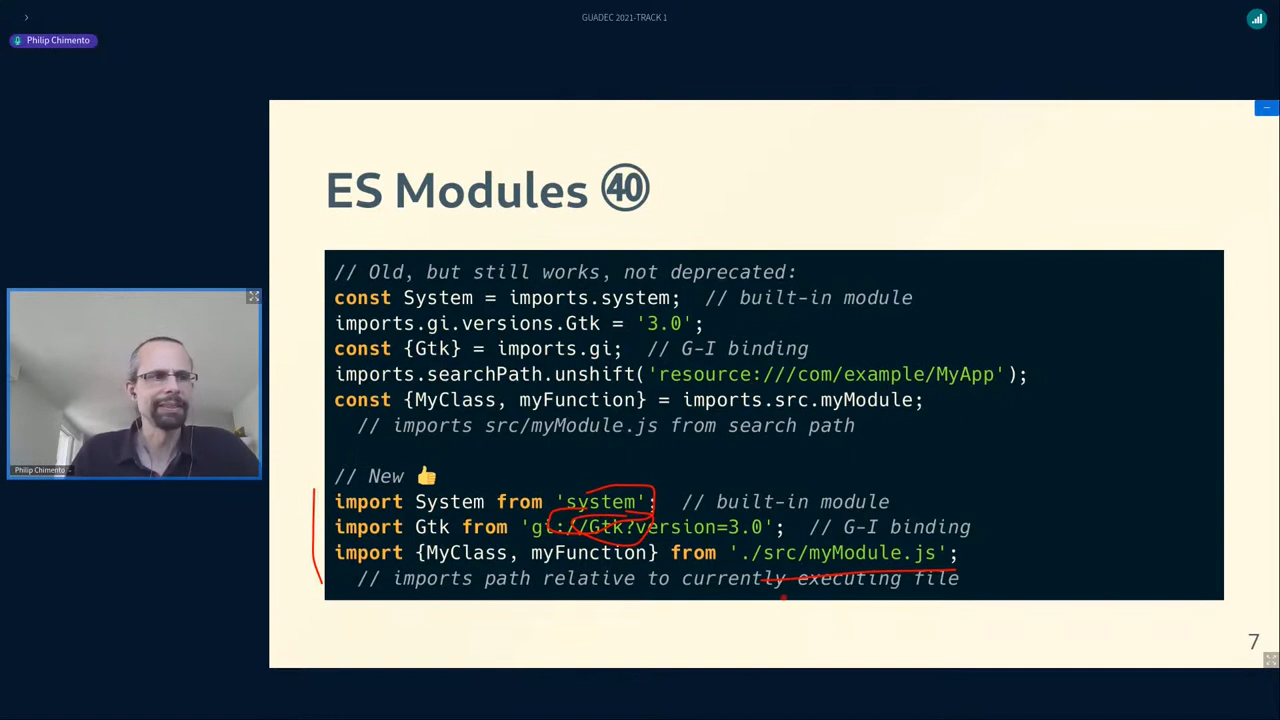 GUADEC 2021-TRACK 1
Philip Chimento
ES Modules ㊵
// Old, but still works, not deprecated:
const System = imports.system;  // built-in module
imports.gi.versions.Gtk = '3.0';
const {Gtk} = imports.gi;  // G-I binding
imports.searchPath.unshift('resource:///com/example/MyApp');
const {MyClass, myFunction} = imports.src.myModule;
// imports src/myModule.js from search path
// New 👍
import System from 'system';  // built-in module
import Gtk from 'gi://Gtk?version=3.0';  // G-I binding
import {MyClass, myFunction} from './src/myModule.js';
// imports path relative to currently executing file
Philip Chimento
7